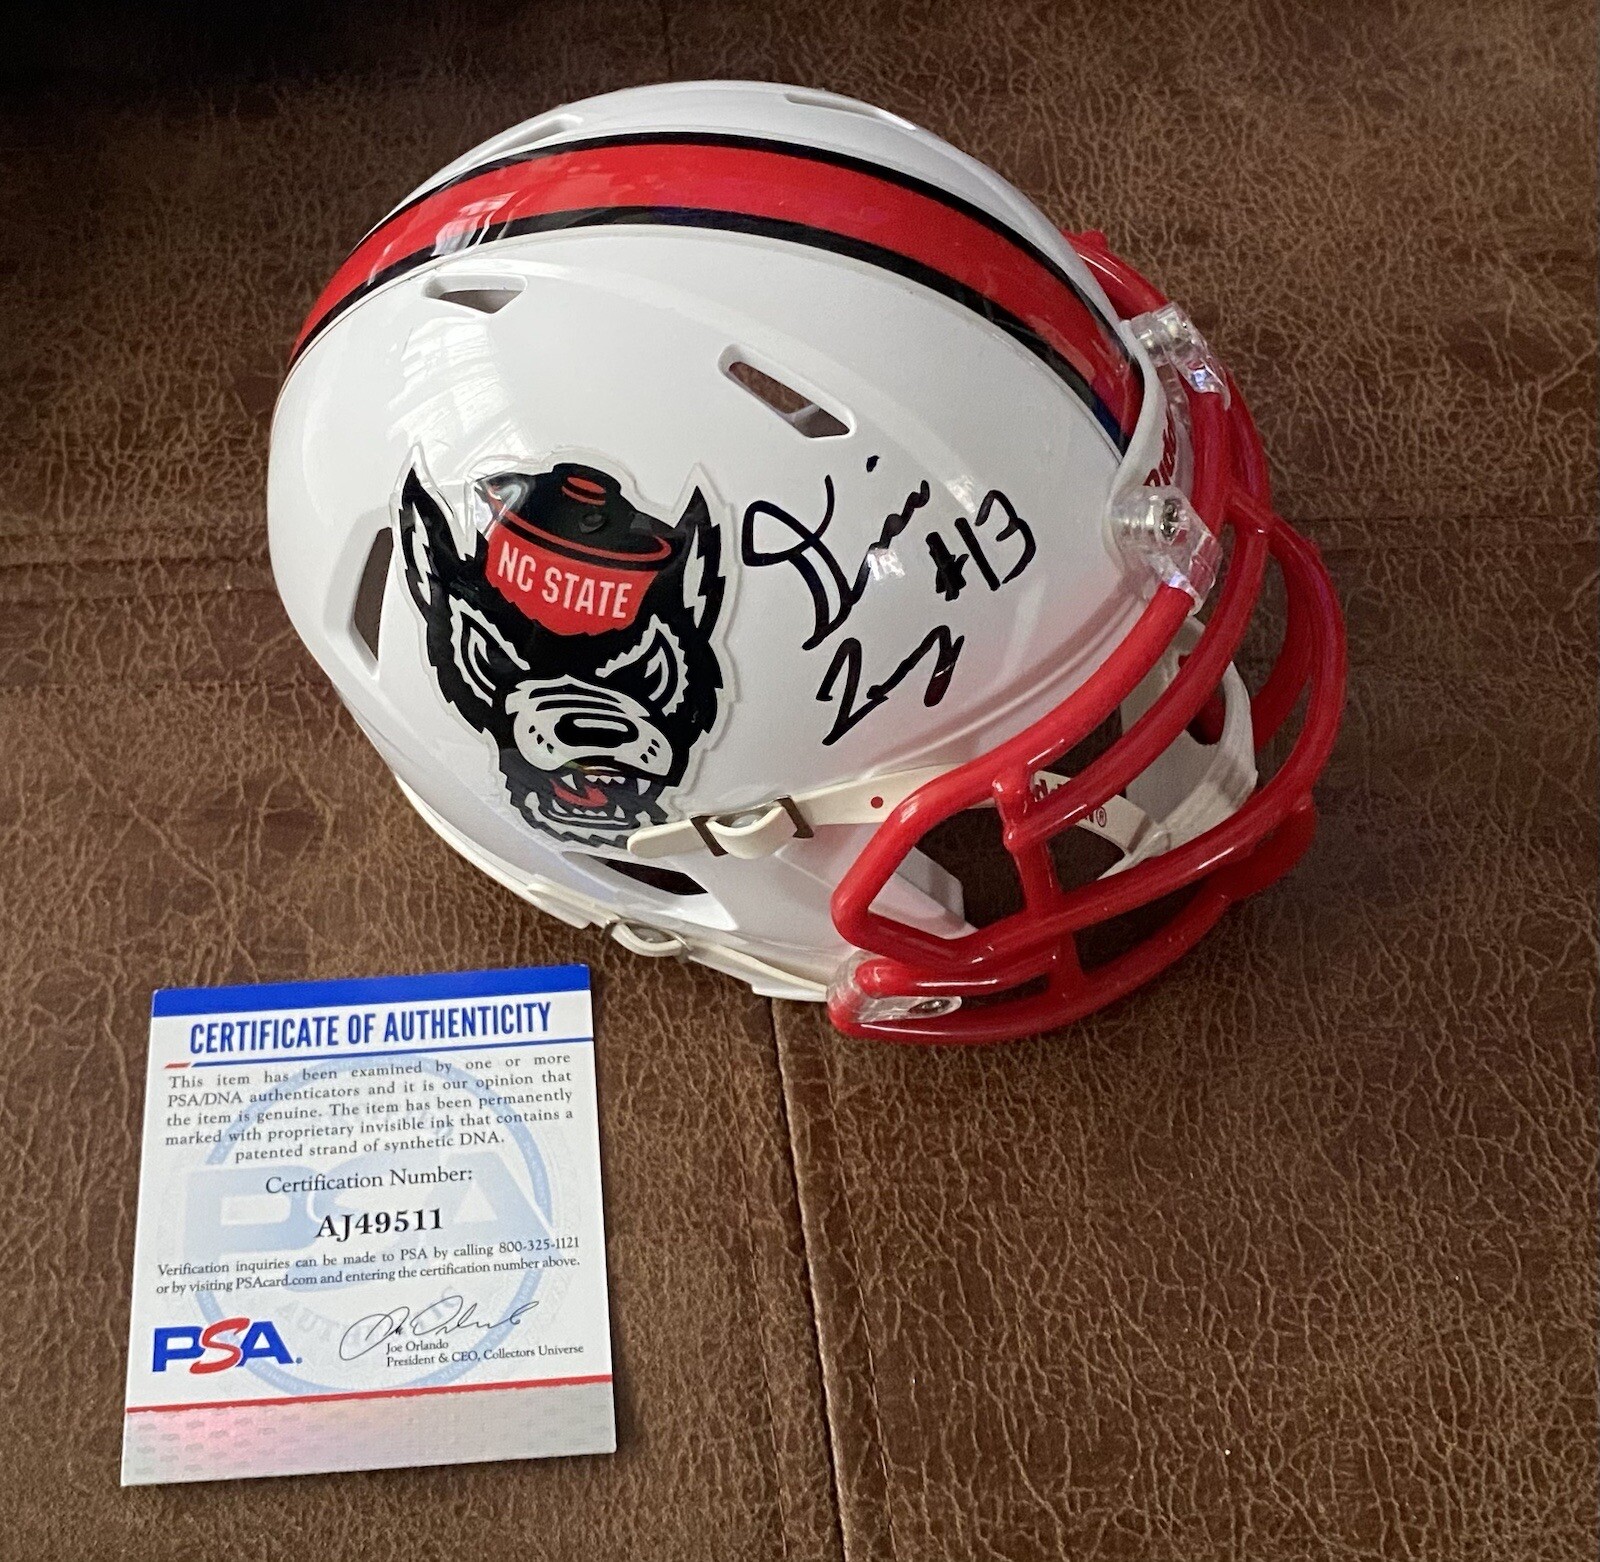 NC STATE
Devin
#13
Leary
CERTIFICATE OF AUTHENTICITY
This item has been examined by one or more
PSA/DNA authenticators and it is our opinion that
the item is genuine. The item has been permanently
marked with proprietary invisible ink that contains a
patented strand of synthetic DNA.
Certification Number:
AJ49511
Verification inquiries can be made to PSA by calling 800-325-1121
or by visiting PSAcard.com and entering the certification number above.
PSA.
Joe Orlando
President & CEO, Collectors Universe